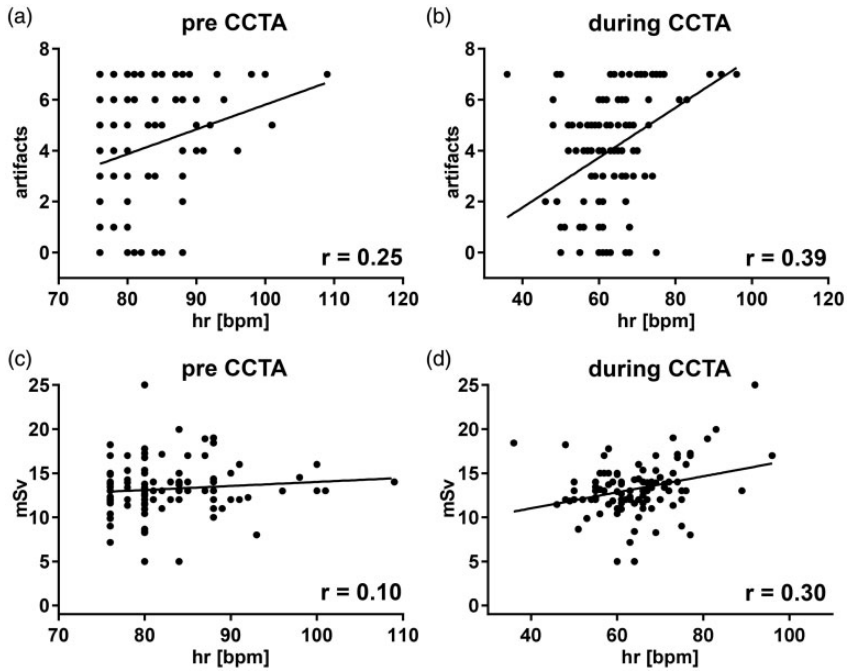 (a) pre CCTA
8
6
4
2
0
artifacts
70 80 90 100 110 120
hr [bpm]
r = 0.25
(b) during CCTA
8
6
4
2
0
artifacts
40 60 80 100 120
hr [bpm]
r = 0.39
(c) pre CCTA
25
20
15
10
5
0
mSv
70 80 90 100 110
hr [bpm]
r = 0.10
(d) during CCTA
25
20
15
10
5
0
mSv
40 60 80 100
hr [bpm]
r = 0.30